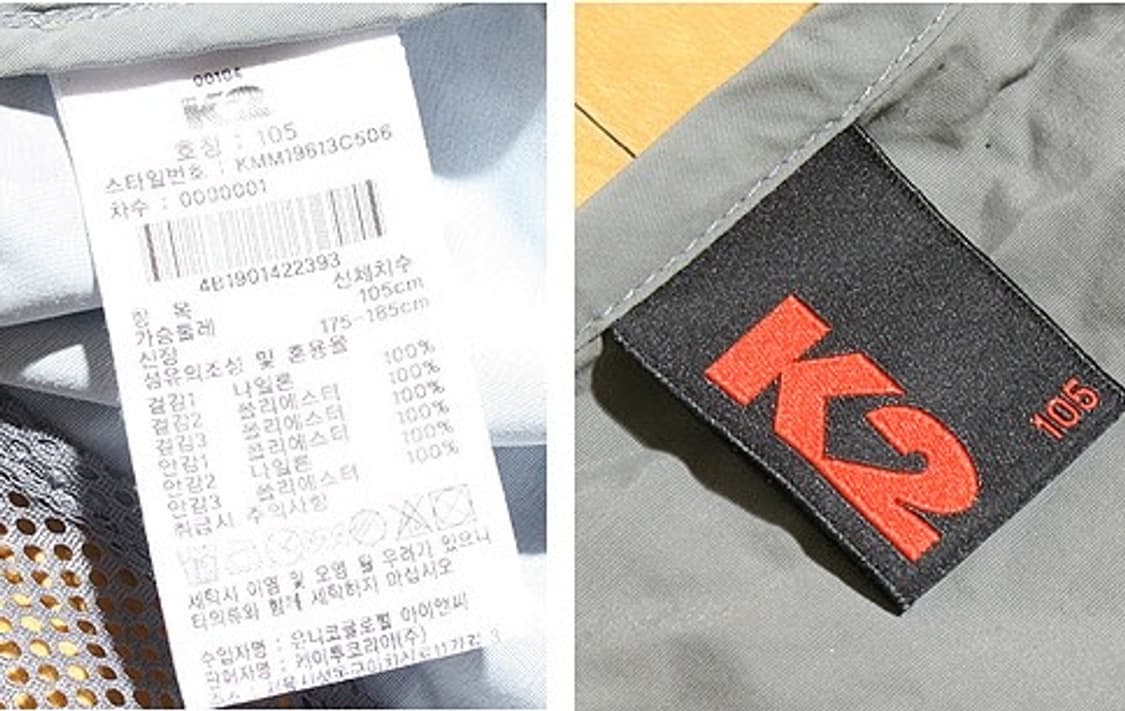 00104
K2
호칭 : 105
스타일번호 : KMM19613C506
차수 : 0000001
4B1901422393
항 목 신체치수
가슴둘레 105cm
신장 175-185cm
섬유의조성 및 혼용율
겉감1 나일론 100%
겉감2 폴리에스터 100%
겉감3 폴리에스터 100%
안감1 폴리에스터 100%
안감2 나일론 100%
안감3 폴리에스터 100%
취급시 주의사항
세탁시 이염 및 오염 될 우려가 있으니
타의류와 함께 세탁하지 마십시오
수입자명 : 유니코글로벌 아이앤씨
판매자명 : 케이투코리아(주)
K2
105